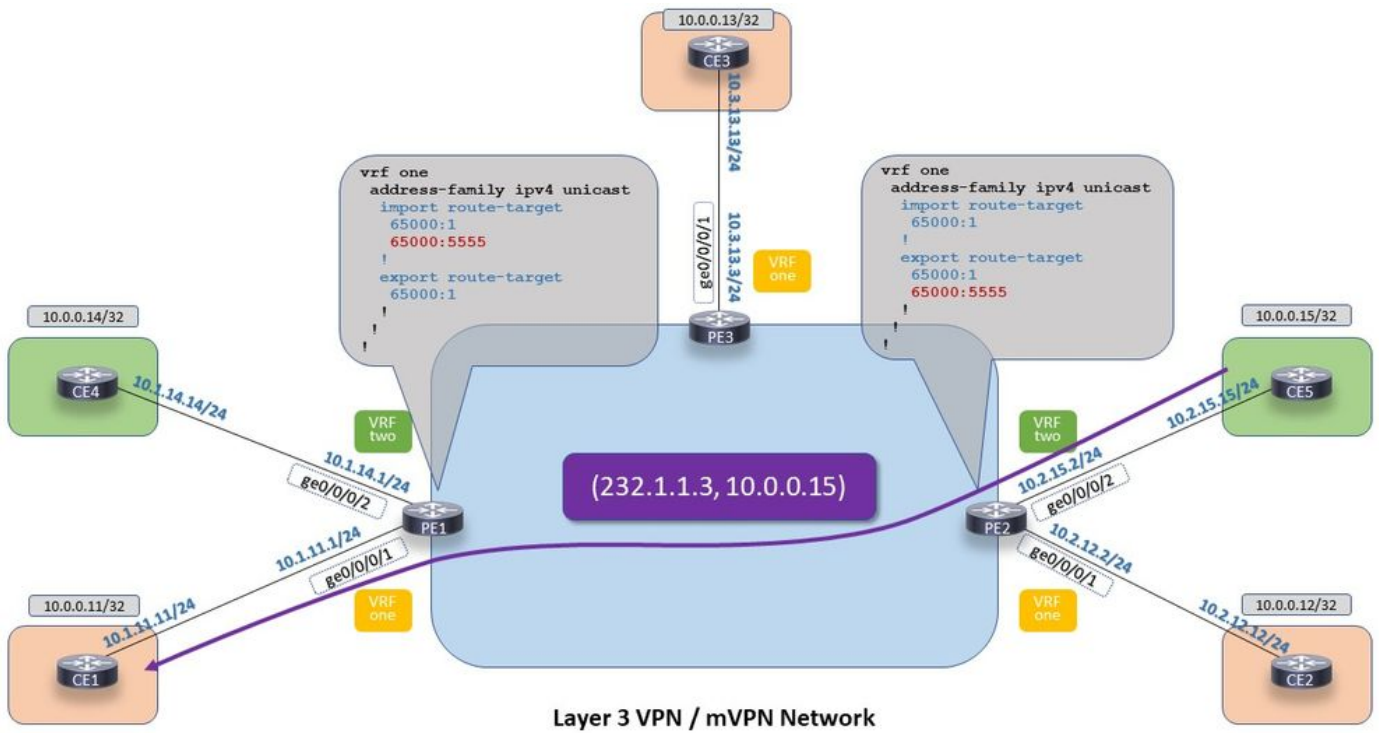 10.0.0.13/32
CE3
10.3.13.13/24
vrf one
address-family ipv4 unicast
import route-target
65000:1
65000:5555
!
export route-target
65000:1
!
!
!
vrf one
address-family ipv4 unicast
import route-target
65000:1
!
export route-target
65000:1
65000:5555
!
!
!
ge0/0/0/1
10.3.13.3/24
VRF
one
PE3
10.0.0.14/32
CE4
10.1.14.14/24
VRF
two
10.1.14.1/24
ge0/0/0/2
10.0.0.15/32
CE5
10.2.15.15/24
VRF
two
10.2.15.2/24
ge0/0/0/2
(232.1.1.3, 10.0.0.15)
PE1
PE2
10.1.11.1/24
ge0/0/0/1
10.2.12.2/24
ge0/0/0/1
VRF
one
VRF
one
10.0.0.11/32
10.1.11.11/24
CE1
10.0.0.12/32
10.2.12.12/24
CE2
Layer 3 VPN / mVPN Network